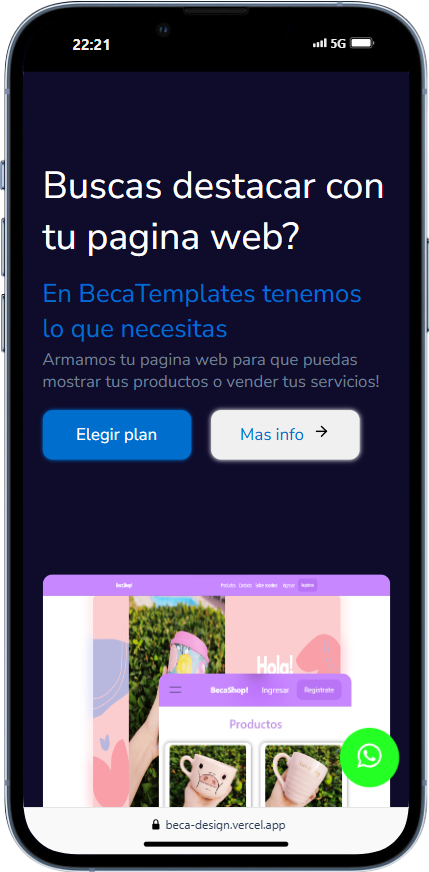 22:21
5G
Buscas destacar con
tu pagina web?
En BecaTemplates tenemos
lo que necesitas
Armamos tu pagina web para que puedas
mostrar tus productos o vender tus servicios!
Elegir plan
Mas info
BecaShop!
Productos Contacto Sobre nosotros Ingresar Registrate
Hola!
BecaShop! Ingresar Registrate
Productos
beca-design.vercel.app